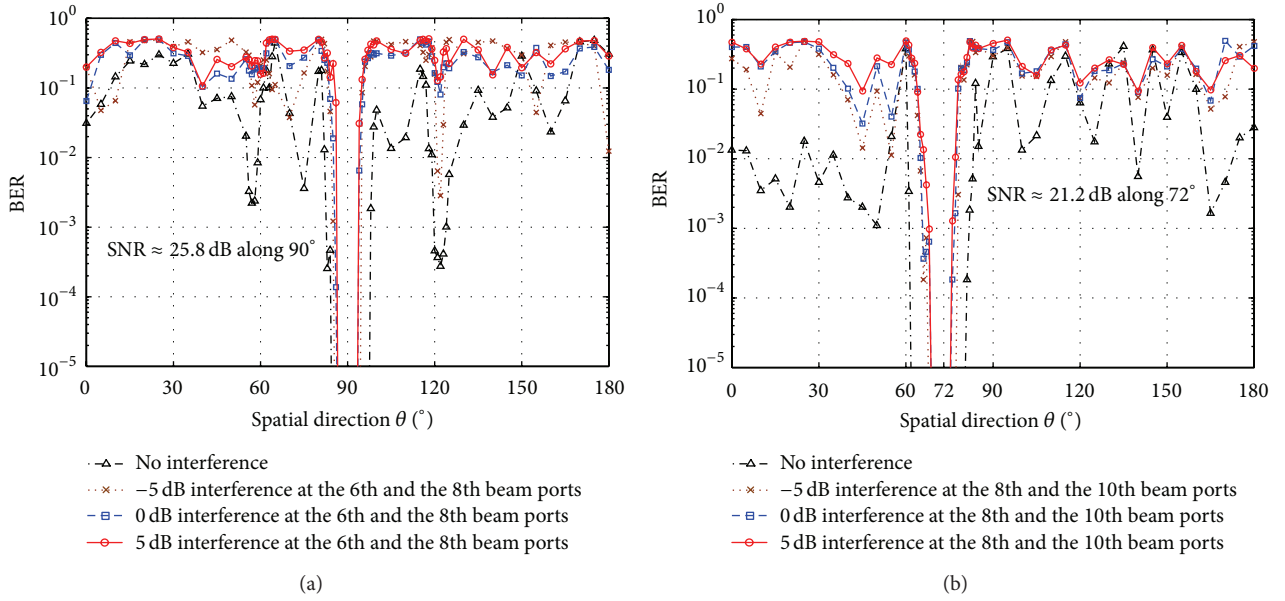 10⁰
10⁻¹
10⁻²
10⁻³
10⁻⁴
10⁻⁵
BER
SNR ≈ 25.8 dB along 90°
0 30 60 90 120 150 180
Spatial direction θ (°)
No interference
−5 dB interference at the 6th and the 8th beam ports
0 dB interference at the 6th and the 8th beam ports
5 dB interference at the 6th and the 8th beam ports
(a)
10⁰
10⁻¹
10⁻²
10⁻³
10⁻⁴
10⁻⁵
BER
SNR ≈ 21.2 dB along 72°
0 30 60 72 90 120 150 180
Spatial direction θ (°)
No interference
−5 dB interference at the 8th and the 10th beam ports
0 dB interference at the 8th and the 10th beam ports
5 dB interference at the 8th and the 10th beam ports
(b)